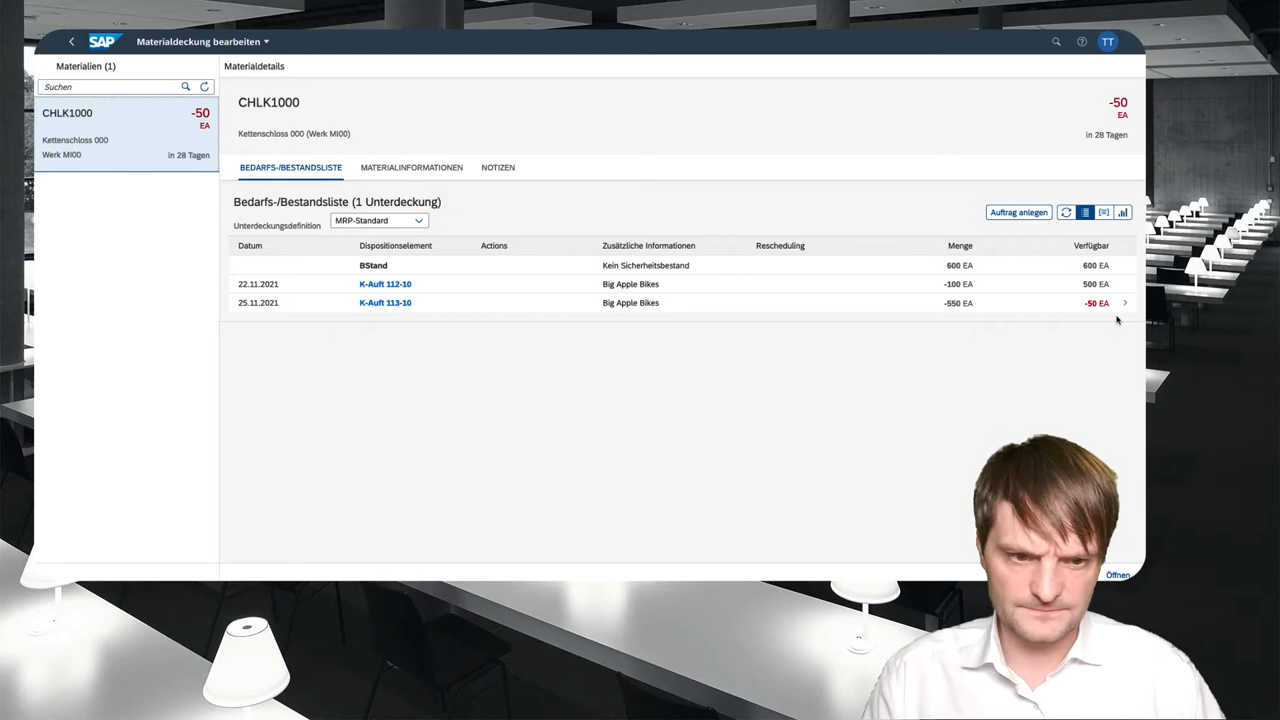 SAP Materialdeckung bearbeiten TT
Materialien (1)
Suchen
CHLK1000 -50
EA
Kettenschloss 000
Werk MI00 in 28 Tagen
Materialdetails
CHLK1000 -50
EA
Kettenschloss 000 (Werk MI00) in 28 Tagen
BEDARFS-/BESTANDSLISTE MATERIALINFORMATIONEN NOTIZEN
Bedarfs-/Bestandsliste (1 Unterdeckung)
Unterdeckungsdefinition MRP-Standard Auftrag anlegen
Datum Dispositionselement Actions Zusätzliche Informationen Rescheduling Menge Verfügbar
BStand Kein Sicherheitsbestand 600 EA 600 EA
22.11.2021 K-Auft 112-10 Big Apple Bikes -100 EA 500 EA
25.11.2021 K-Auft 113-10 Big Apple Bikes -550 EA -50 EA
Öffnen